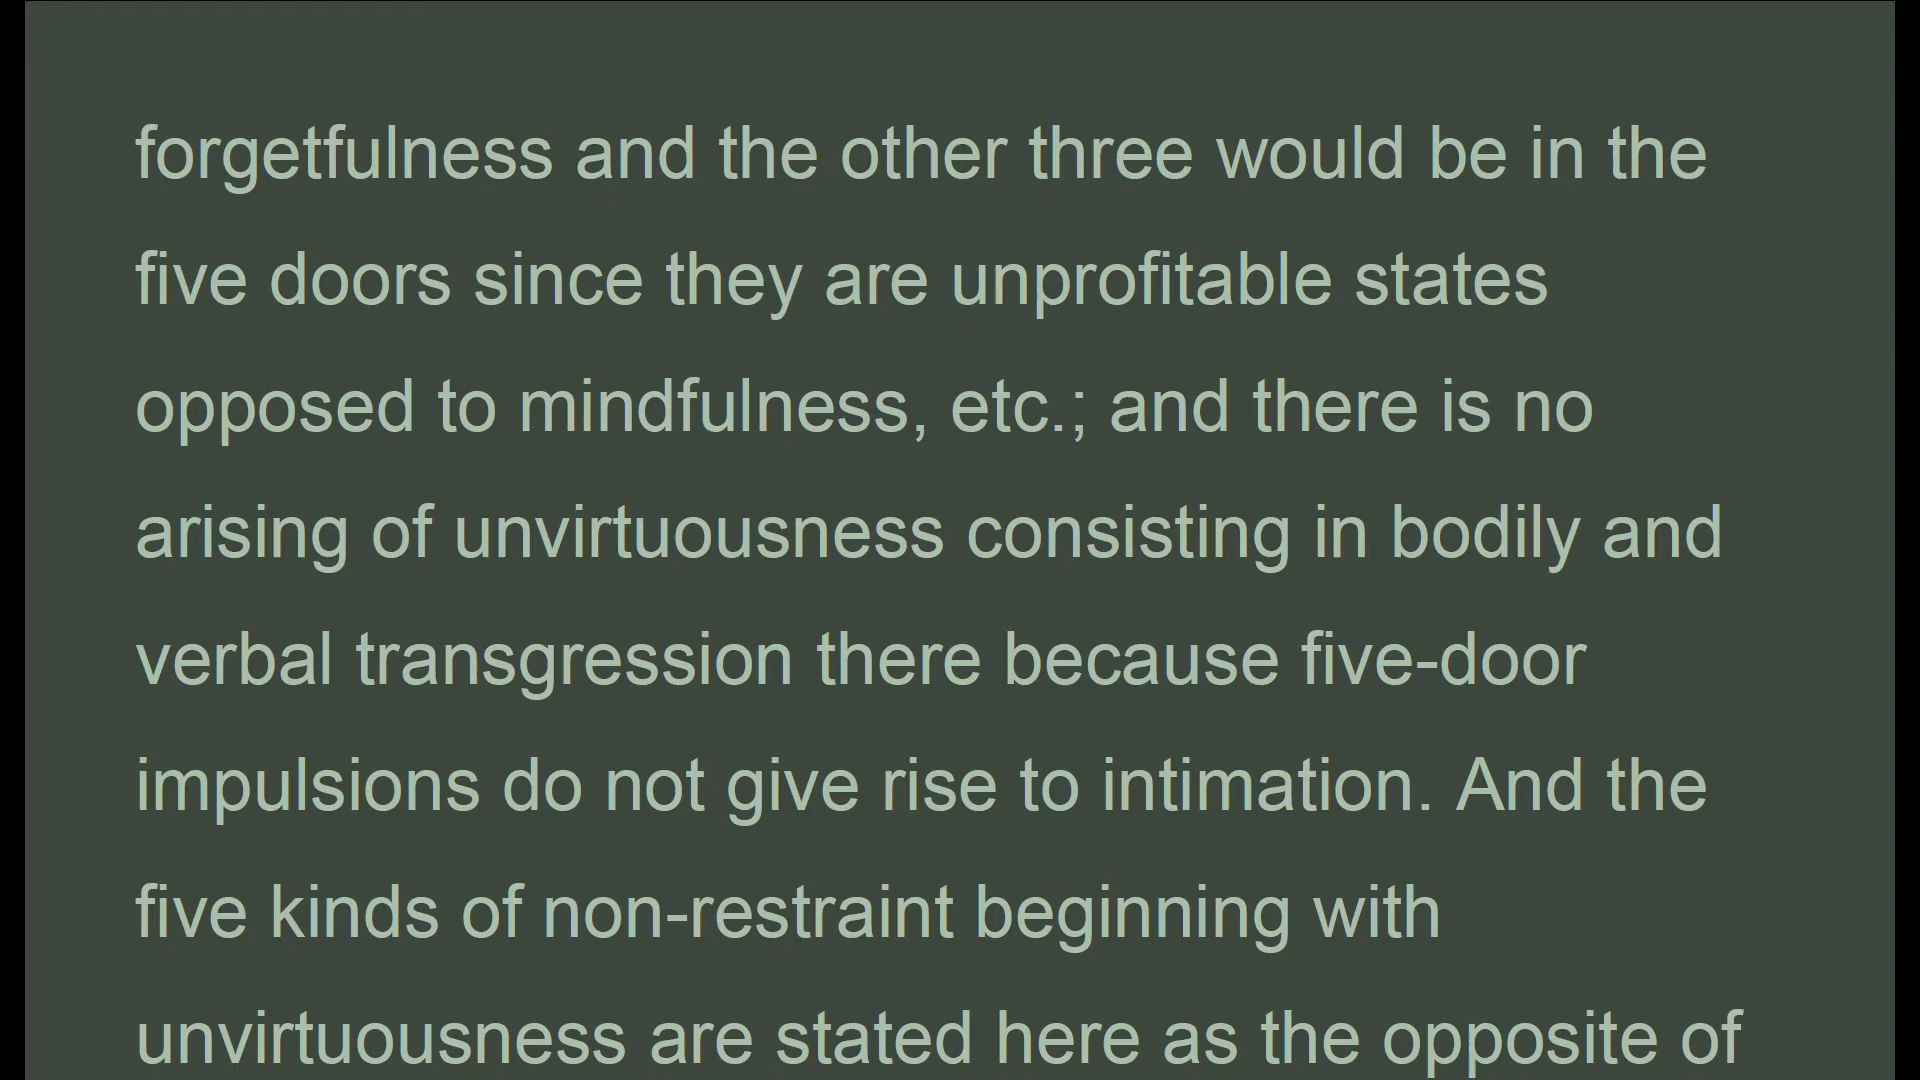 forgetfulness and the other three would be in the
five doors since they are unprofitable states
opposed to mindfulness, etc.; and there is no
arising of unvirtuousness consisting in bodily and
verbal transgression there because five-door
impulsions do not give rise to intimation. And the
five kinds of non-restraint beginning with
unvirtuousness are stated here as the opposite of